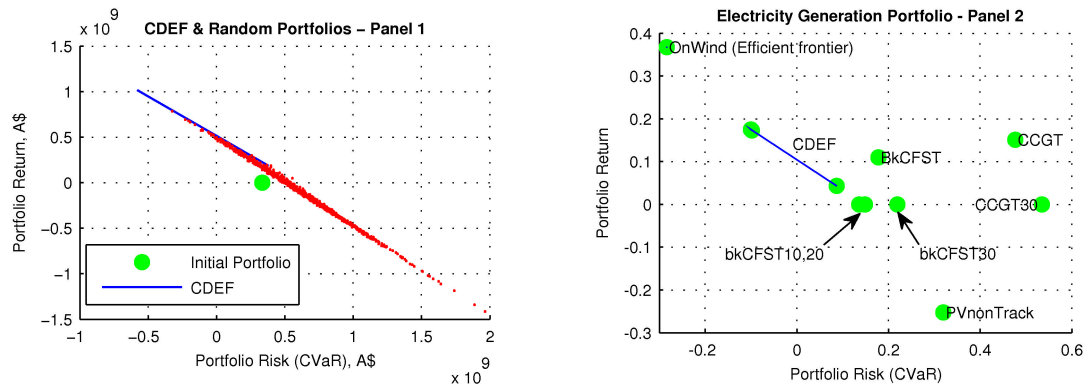 x 10^9
CDEF & Random Portfolios – Panel 1
1.5
1
0.5
0
−0.5
−1
−1.5
Portfolio Return, A$
Initial Portfolio
CDEF
−1
−0.5
0
0.5
1
1.5
2
Portfolio Risk (CVaR), A$
x 10^9
Electricity Generation Portfolio - Panel 2
0.4
0.3
0.2
0.1
0
-0.1
-0.2
-0.3
Portfolio Return
OnWind (Efficient frontier)
CDEF
BkCFST
CCGT
CCGT30
bkCFST10,20
bkCFST30
PVnonTrack
-0.2
0
0.2
0.4
0.6
Portfolio Risk (CVaR)